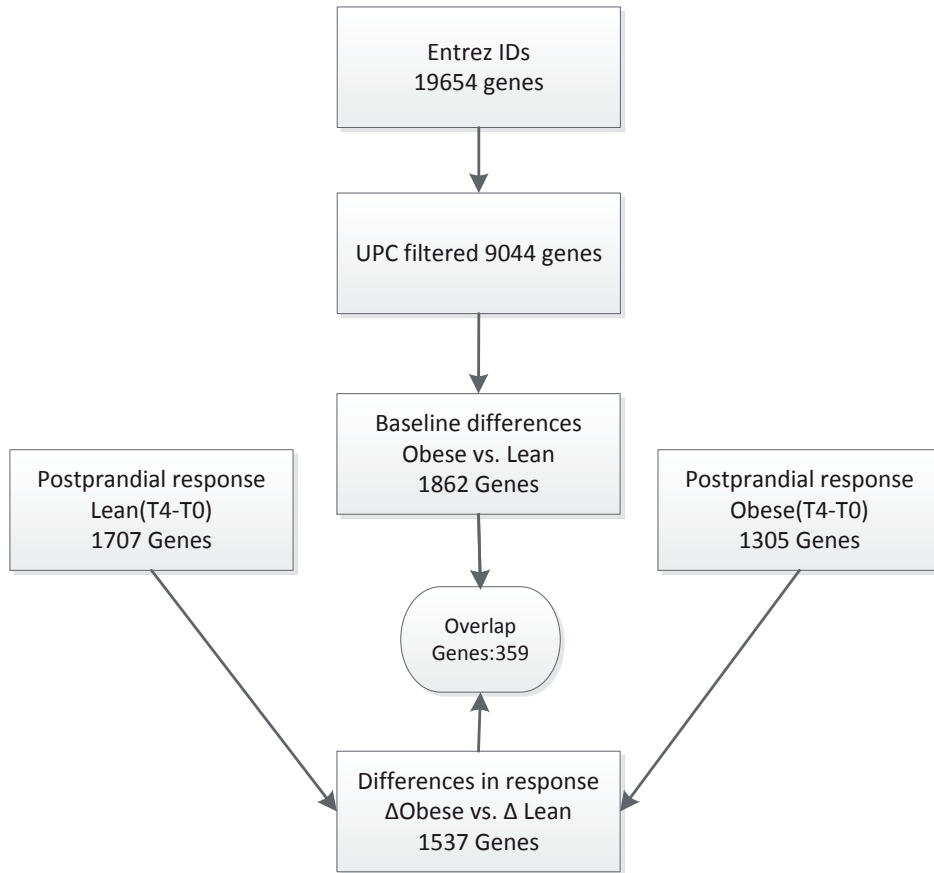 Entrez IDs
19654 genes
UPC filtered 9044 genes
Baseline differences
Obese vs. Lean
1862 Genes
Postprandial response
Lean(T4-T0)
1707 Genes
Postprandial response
Obese(T4-T0)
1305 Genes
Overlap
Genes:359
Differences in response
ΔObese vs. Δ Lean
1537 Genes